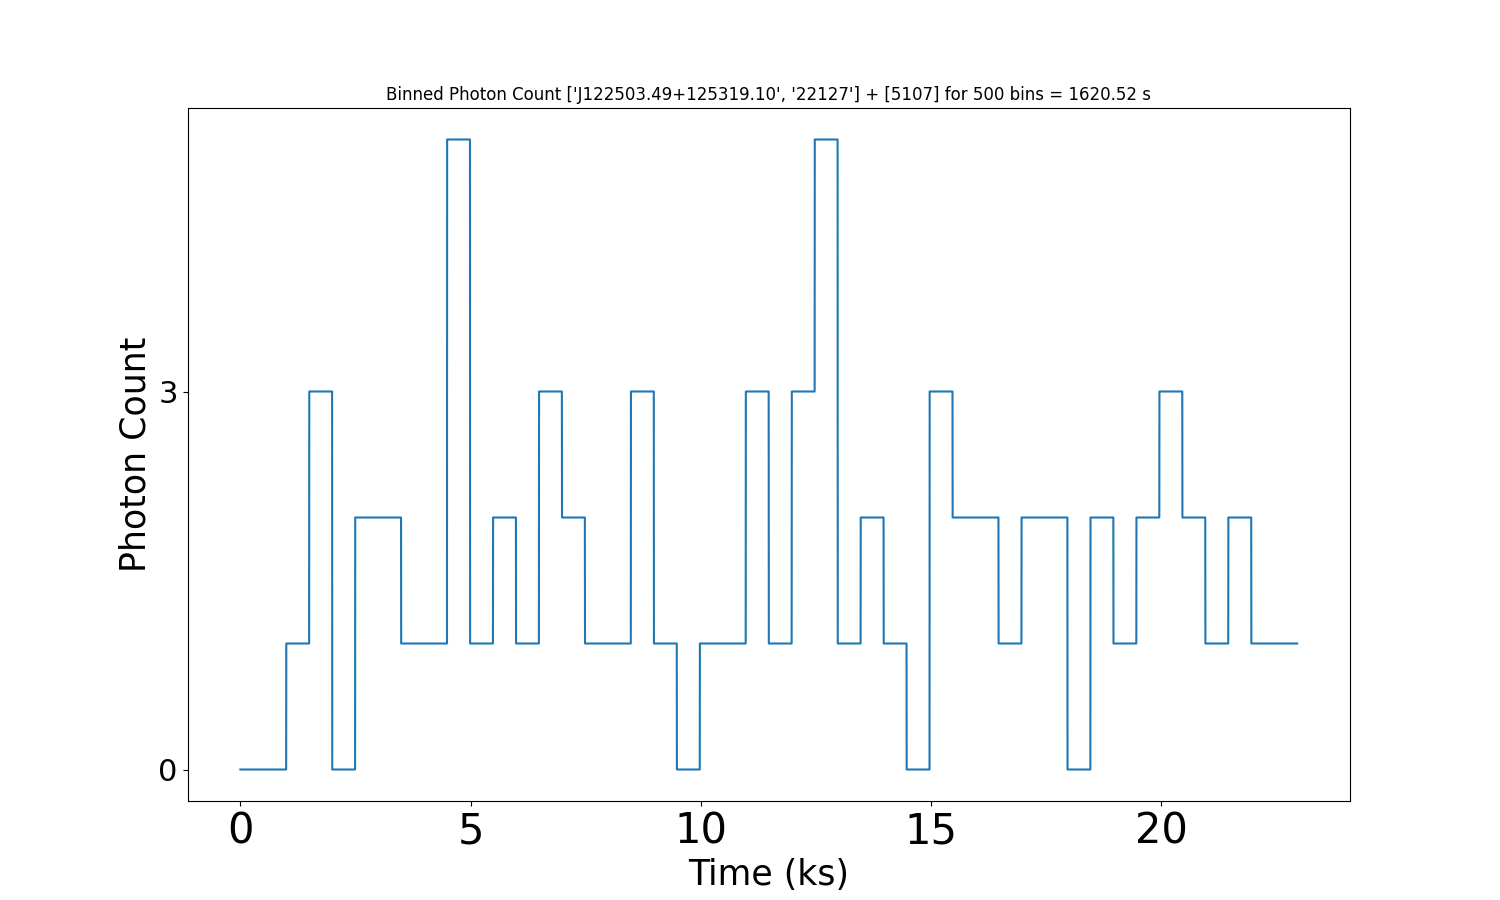 Binned Photon Count ['J122503.49+125319.10', '22127'] + [5107] for 500 bins = 1620.52 s
Photon Count
3
0
0 5 10 15 20
Time (ks)